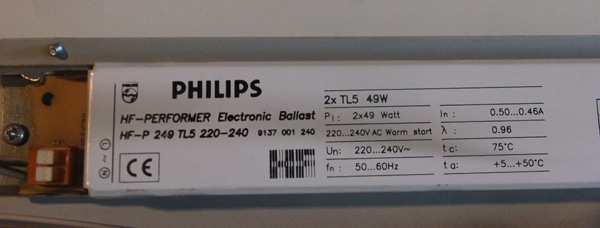 PHILIPS
HF-PERFORMER Electronic Ballast
HF-P 249 TL5 220-240 9137 001 240
CE
N ~ L
2x TL5 49W
Pi: 2x49 Watt
220...240V AC Warm start
Un: 220...240V~
fn: 50...60Hz
In: 0.50...0.46A
λ: 0.96
tc: 75°C
ta: +5...+50°C